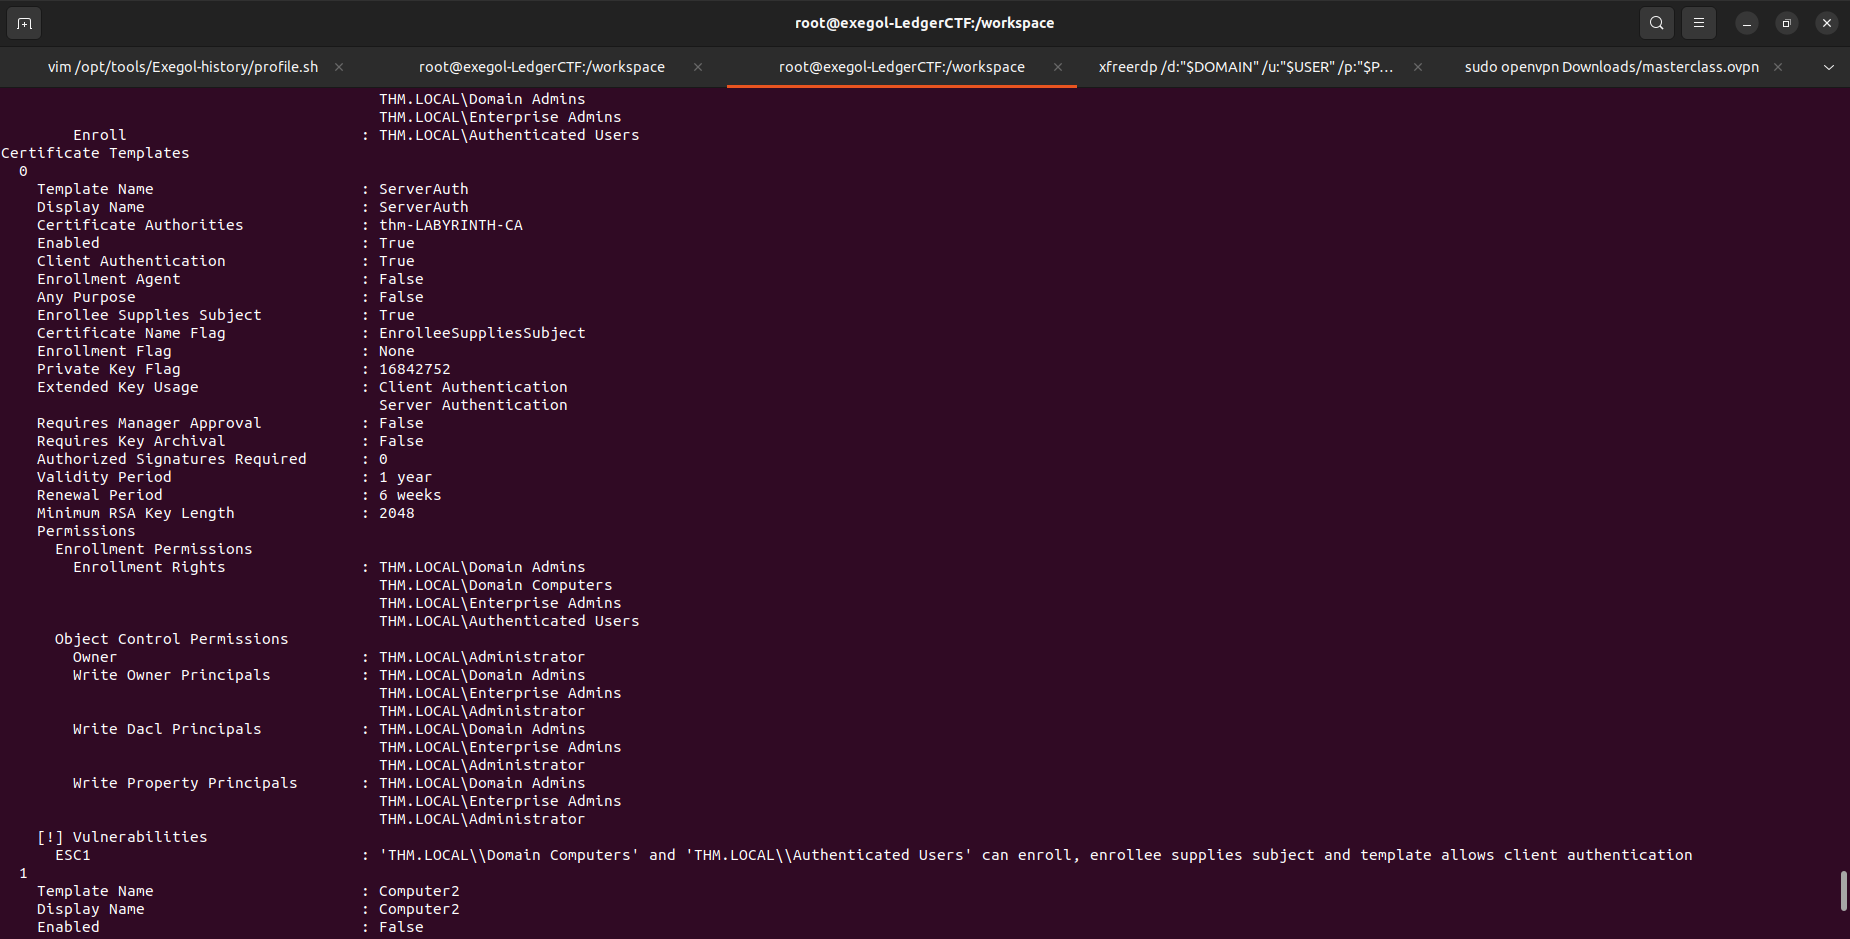 root@exegol-LedgerCTF:/workspace
vim /opt/tools/Exegol-history/profile.sh
root@exegol-LedgerCTF:/workspace
root@exegol-LedgerCTF:/workspace
xfreerdp /d:"$DOMAIN" /u:"$USER" /p:"$P...
sudo openvpn Downloads/masterclass.ovpn
THM.LOCAL\Domain Admins
THM.LOCAL\Enterprise Admins
Enroll : THM.LOCAL\Authenticated Users
Certificate Templates
0
Template Name : ServerAuth
Display Name : ServerAuth
Certificate Authorities : thm-LABYRINTH-CA
Enabled : True
Client Authentication : True
Enrollment Agent : False
Any Purpose : False
Enrollee Supplies Subject : True
Certificate Name Flag : EnrolleeSuppliesSubject
Enrollment Flag : None
Private Key Flag : 16842752
Extended Key Usage : Client Authentication
Server Authentication
Requires Manager Approval : False
Requires Key Archival : False
Authorized Signatures Required : 0
Validity Period : 1 year
Renewal Period : 6 weeks
Minimum RSA Key Length : 2048
Permissions
Enrollment Permissions
Enrollment Rights : THM.LOCAL\Domain Admins
THM.LOCAL\Domain Computers
THM.LOCAL\Enterprise Admins
THM.LOCAL\Authenticated Users
Object Control Permissions
Owner : THM.LOCAL\Administrator
Write Owner Principals : THM.LOCAL\Domain Admins
THM.LOCAL\Enterprise Admins
THM.LOCAL\Administrator
Write Dacl Principals : THM.LOCAL\Domain Admins
THM.LOCAL\Enterprise Admins
THM.LOCAL\Administrator
Write Property Principals : THM.LOCAL\Domain Admins
THM.LOCAL\Enterprise Admins
THM.LOCAL\Administrator
[!] Vulnerabilities
ESC1 : 'THM.LOCAL\\Domain Computers' and 'THM.LOCAL\\Authenticated Users' can enroll, enrollee supplies subject and template allows client authentication
1
Template Name : Computer2
Display Name : Computer2
Enabled : False